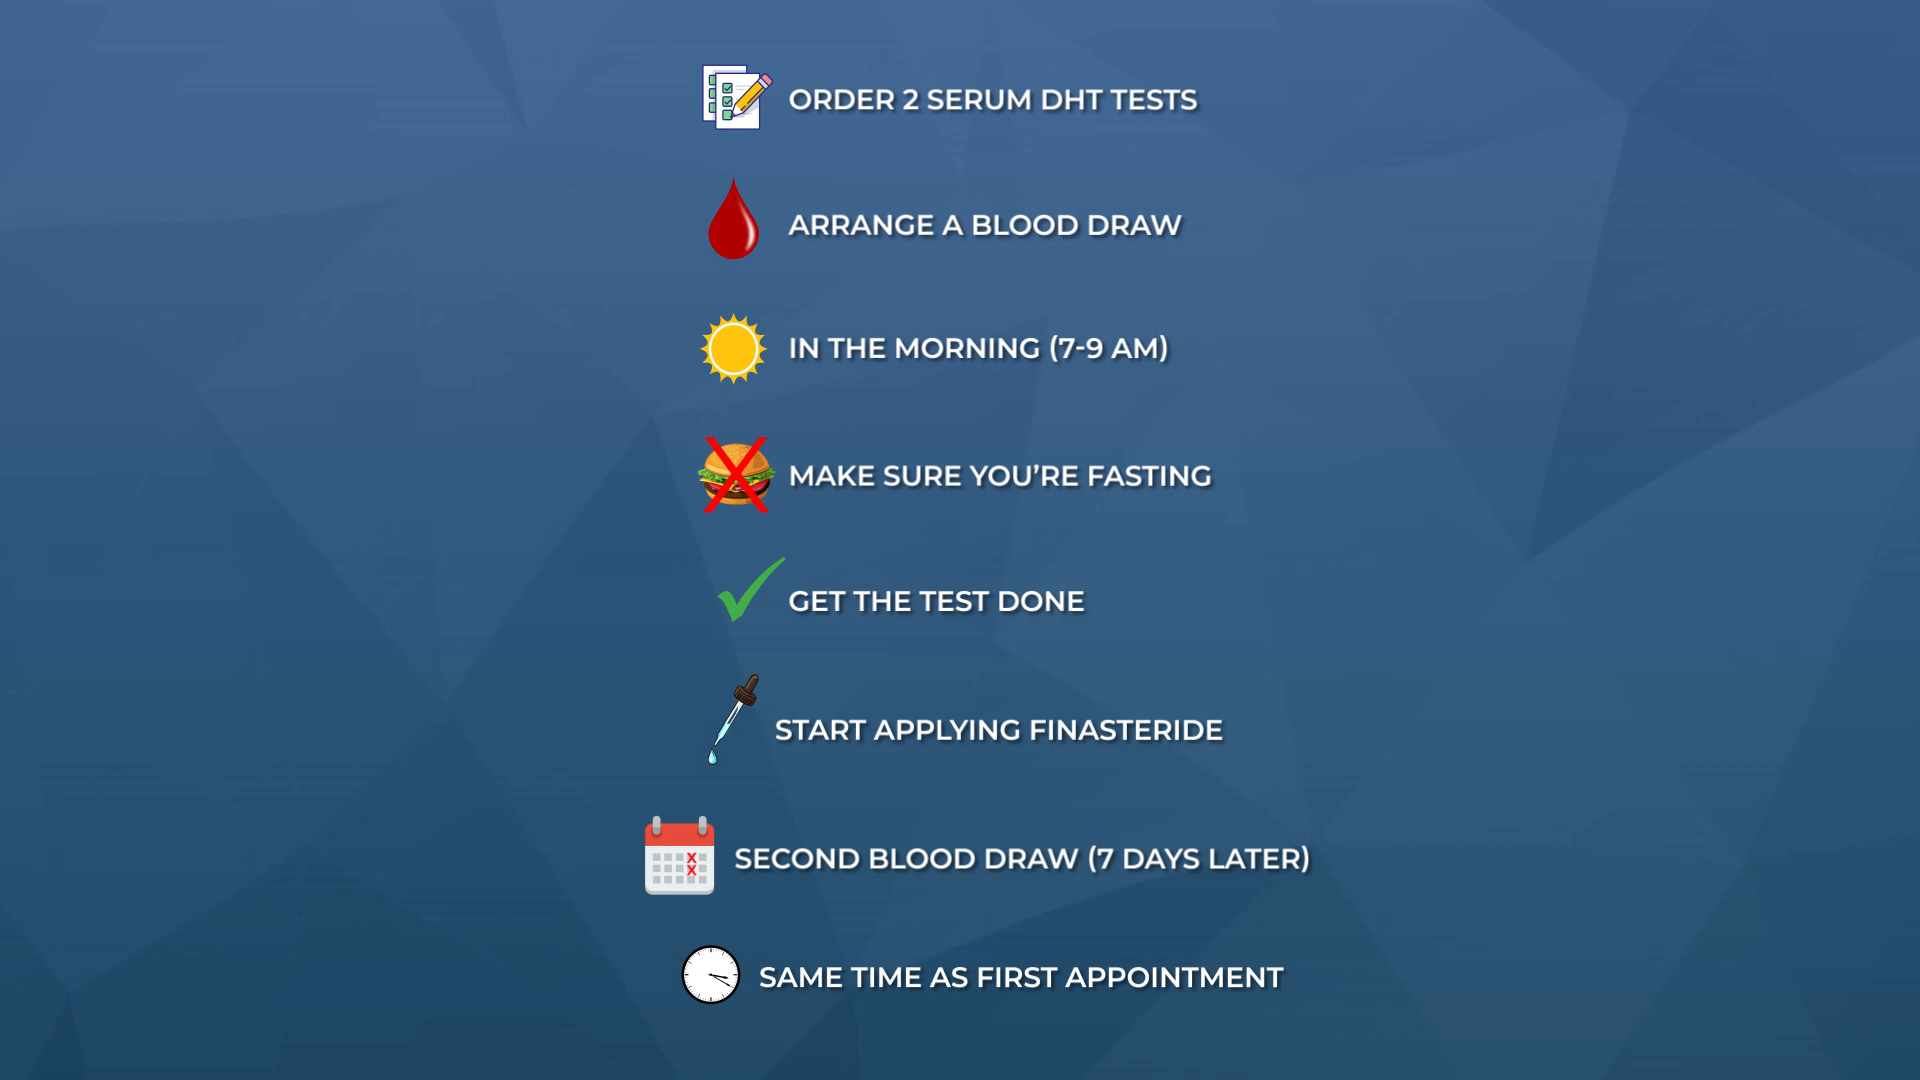 ORDER 2 SERUM DHT TESTS
ARRANGE A BLOOD DRAW
IN THE MORNING (7-9 AM)
MAKE SURE YOU'RE FASTING
GET THE TEST DONE
START APPLYING FINASTERIDE
SECOND BLOOD DRAW (7 DAYS LATER)
SAME TIME AS FIRST APPOINTMENT